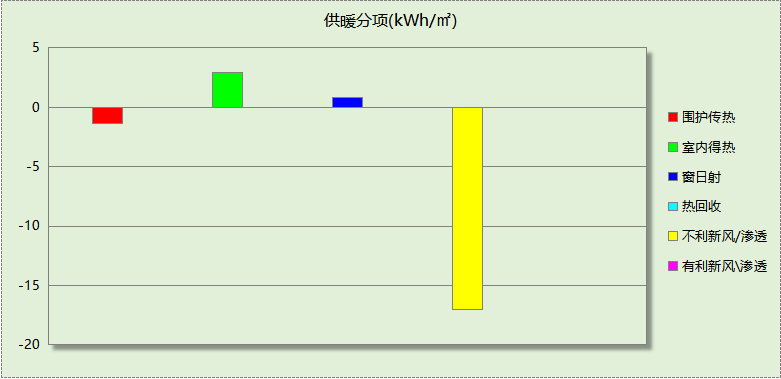 供暖分项(kWh/㎡)
5
0
-5
-10
-15
-20
围护传热
室内得热
窗日射
热回收
不利新风/渗透
有利新风\渗透